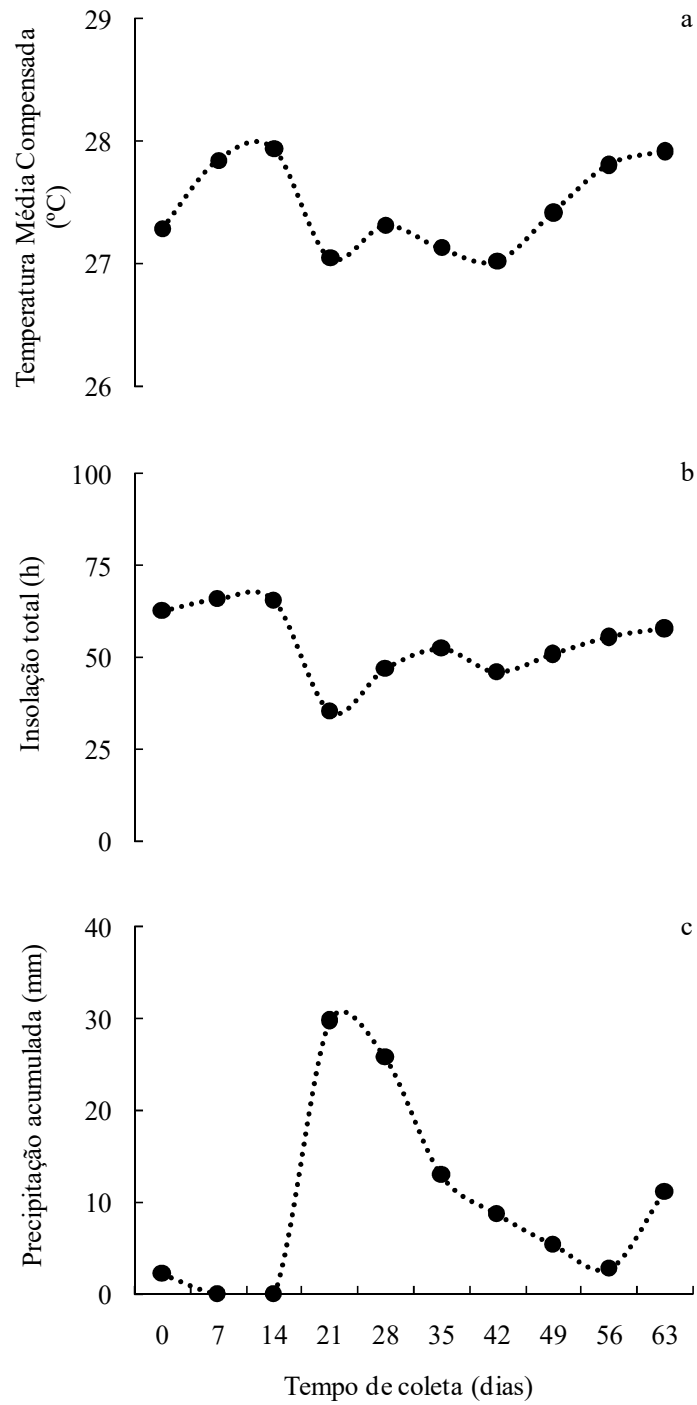 29
a
28
27
26
Temperatura Média Compensada
(ºC)
100
b
75
50
25
0
Insolação total (h)
40
c
30
20
10
0
Precipitação acumulada (mm)
0 7 14 21 28 35 42 49 56 63
Tempo de coleta (dias)